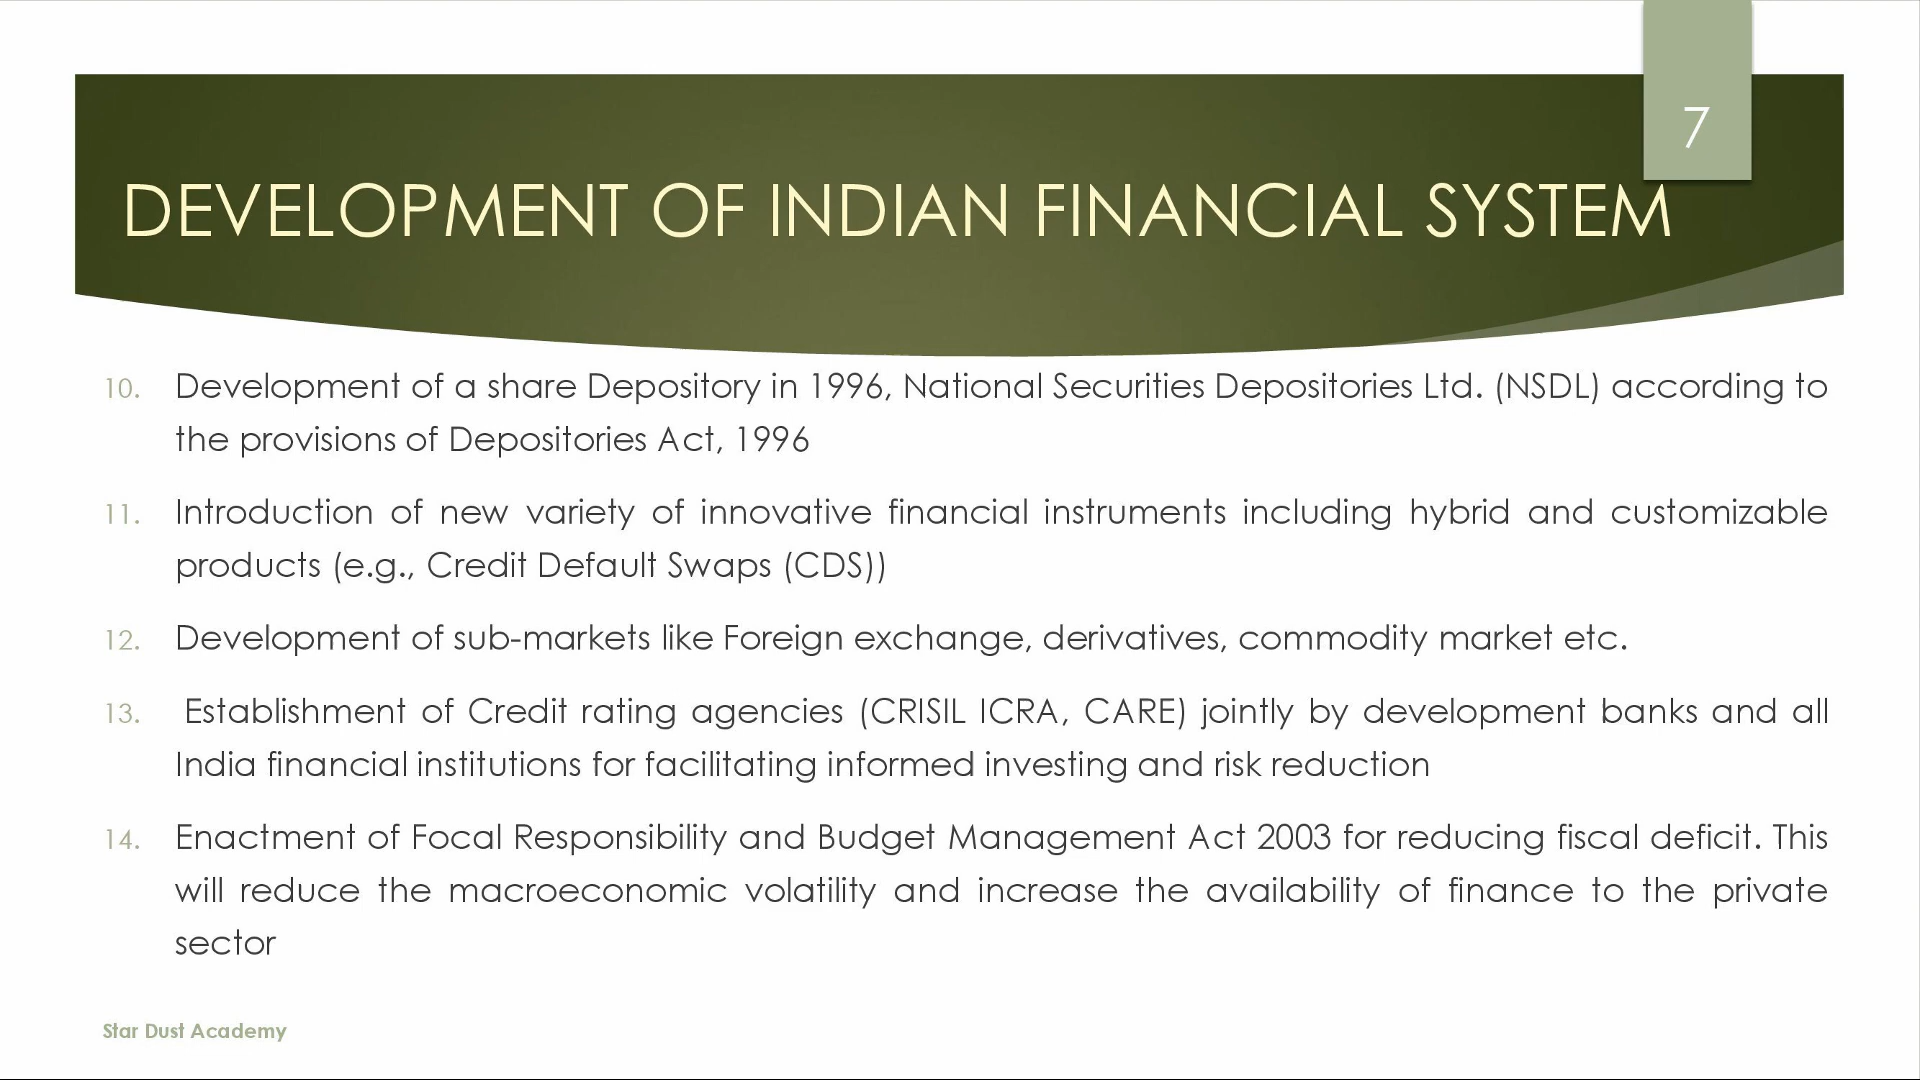 7
DEVELOPMENT OF INDIAN FINANCIAL SYSTEM
10. Development of a share Depository in 1996, National Securities Depositories Ltd. (NSDL) according to
the provisions of Depositories Act, 1996
11. Introduction of new variety of innovative financial instruments including hybrid and customizable
products (e.g., Credit Default Swaps (CDS))
12. Development of sub-markets like Foreign exchange, derivatives, commodity market etc.
13. Establishment of Credit rating agencies (CRISIL ICRA, CARE) jointly by development banks and all
India financial institutions for facilitating informed investing and risk reduction
14. Enactment of Focal Responsibility and Budget Management Act 2003 for reducing fiscal deficit. This
will reduce the macroeconomic volatility and increase the availability of finance to the private
sector
Star Dust Academy